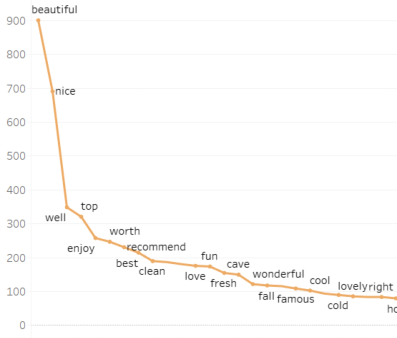 beautiful
900
800
700
nice
600
500
400
top
well
300
worth
enjoy
recommend
best
200
clean
fun
love
cave
fresh
wonderful
cool
lovely
right
100
fall
famous
cold
0